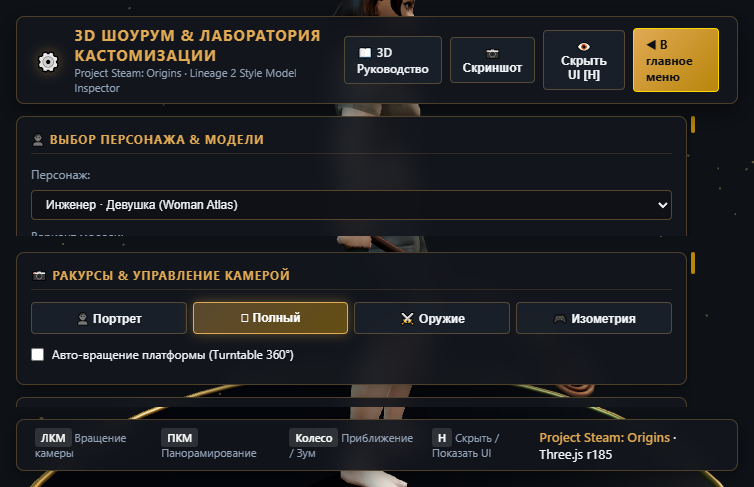 3D ШОУРУМ & ЛАБОРАТОРИЯ
КАСТОМИЗАЦИИ
Project Steam: Origins · Lineage 2 Style Model
Inspector
3D
Руководство
Скриншот
Скрыть
UI [H]
◀ В
главное
меню
ВЫБОР ПЕРСОНАЖА & МОДЕЛИ
Персонаж:
Инженер · Девушка (Woman Atlas)
РАКУРСЫ & УПРАВЛЕНИЕ КАМЕРОЙ
Портрет
Полный
Оружие
Изометрия
Авто-вращение платформы (Turntable 360°)
ЛКМ Вращение
камеры
ПКМ
Панорамирование
Колесо Приближение
/ Зум
H Скрыть /
Показать UI
Project Steam: Origins ·
Three.js r185